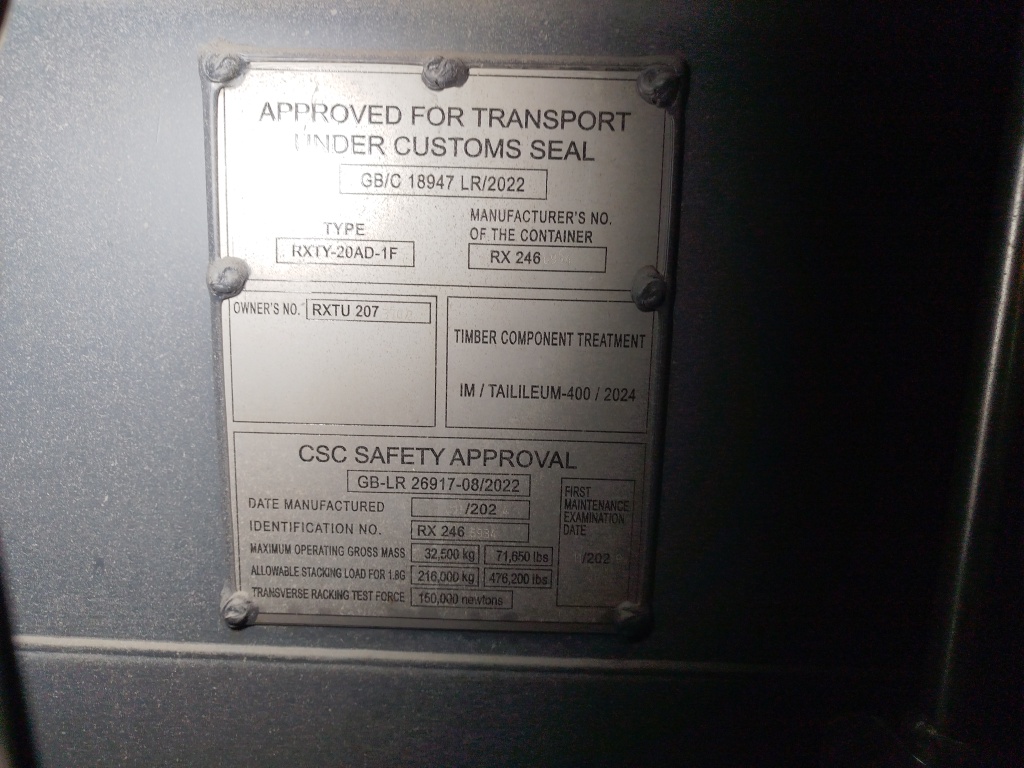 APPROVED FOR TRANSPORT
UNDER CUSTOMS SEAL
GB/C 18947 LR/2022
TYPE
RXTY-20AD-1F
MANUFACTURER'S NO.
OF THE CONTAINER
RX 246
OWNER'S NO. RXTU 207
TIMBER COMPONENT TREATMENT
IM / TAILILEUM-400 / 2024
CSC SAFETY APPROVAL
GB-LR 26917-08/2022
DATE MANUFACTURED /202
IDENTIFICATION NO. RX 246
MAXIMUM OPERATING GROSS MASS 32,500 kg 71,650 lbs
ALLOWABLE STACKING LOAD FOR 1.8G 216,000 kg 476,200 lbs
TRANSVERSE RACKING TEST FORCE 150,000 newtons
FIRST
MAINTENANCE
EXAMINATION
DATE
/202